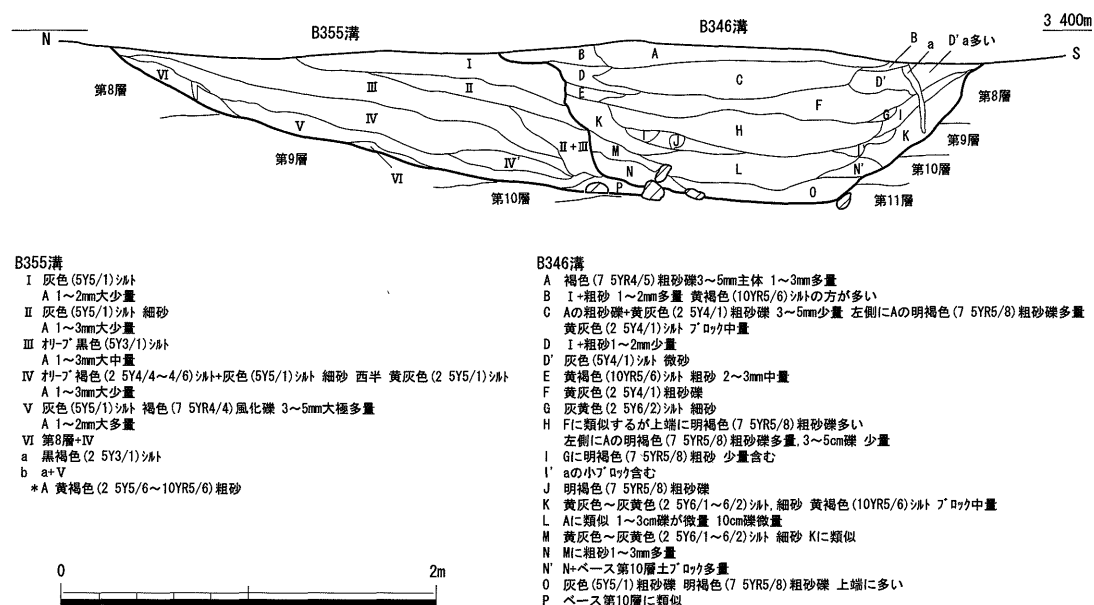 3 400m
B355溝
B346溝
N
S
B
a
D'a多い
B
A
D'
I
D
C
Ⅵ
第8層
第8層
Ⅲ
Ⅱ
E
F
G
I
Ⅳ
K
H
K
J
第9層
Ⅴ
Ⅱ+Ⅲ
M
第9層
Ⅳ'
N
L
N'
第10層
Ⅵ
P
O
第10層
第11層
B355溝
Ⅰ 灰色(5Y5/1)シルト
A 1～2mm大少量
Ⅱ 灰色(5Y5/1)シルト 細砂
A 1～3mm大少量
Ⅲ オリーブ黒色(5Y3/1)シルト
A 1～3mm大中量
Ⅳ オリーブ褐色(2 5Y4/4～4/6)シルト+灰色(5Y5/1)シルト 細砂 西半 黄灰色(2 5Y5/1)シルト
A 1～3mm大少量
Ⅴ 灰色(5Y5/1)シルト 褐色(7 5YR4/4)風化礫 3～5mm大極多量
A 1～2mm大多量
Ⅵ 第8層+Ⅳ
a 黒褐色(2 5Y3/1)シルト
b a+Ⅴ
*A 黄褐色(2 5Y5/6～10YR5/6)粗砂
0 2m
B346溝
A 褐色(7 5YR4/5)粗砂礫3～5mm主体 1～3mm多量
B Ⅰ+粗砂 1～2mm多量 黄褐色(10YR5/6)シルトの方が多い
C Aの粗砂礫+黄灰色(2 5Y4/1)粗砂礫 3～5mm少量 左側にAの明褐色(7 5YR5/8)粗砂礫多量
黄灰色(2 5Y4/1)シルト ブロック中量
D Ⅰ+粗砂1～2mm少量
D' 灰色(5Y4/1)シルト 微砂
E 黄褐色(10YR5/6)シルト 粗砂 2～3mm中量
F 黄灰色(2 5Y4/1)粗砂礫
G 灰黄色(2 5Y6/2)シルト 細砂
H Fに類似するが上端に明褐色(7 5YR5/8)粗砂礫多い
左側にAの明褐色(7 5YR5/8)粗砂礫多量,3～5cm礫 少量
I Gに明褐色(7 5YR5/8)粗砂 少量含む
I' aの小ブロック含む
J 明褐色(7 5YR5/8)粗砂礫
K 黄灰色～灰黄色(2 5Y6/1～6/2)シルト,細砂 黄褐色(10YR5/6)シルト ブロック中量
L Aに類似 1～3cm礫が微量 10cm礫微量
M 黄灰色～灰黄色(2 5Y6/1～6/2)シルト 細砂 Kに類似
N Mに粗砂1～3mm多量
N' N+ベース第10層土ブロック多量
O 灰色(5Y5/1)粗砂礫 明褐色(7 5YR5/8)粗砂礫 上端に多い
P ベース第10層に類似